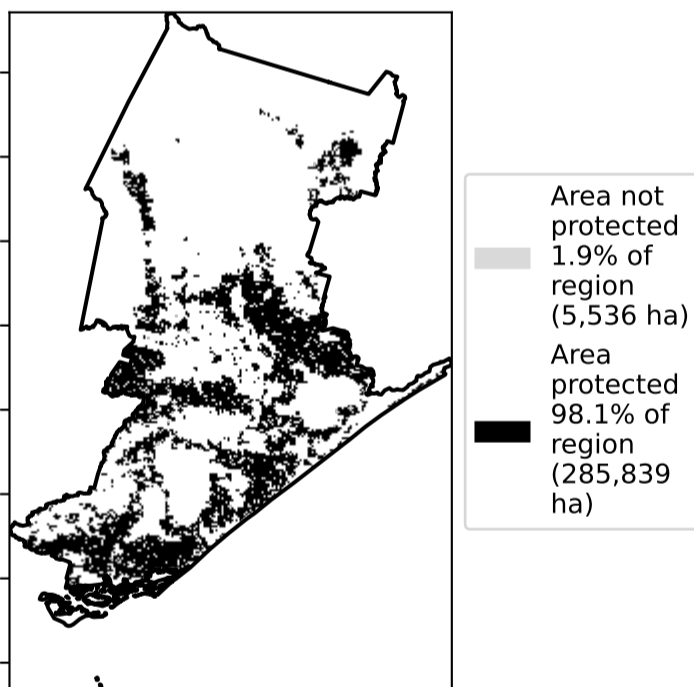 Area not
protected
1.9% of
region
(5,536 ha)
Area
protected
98.1% of
region
(285,839
ha)